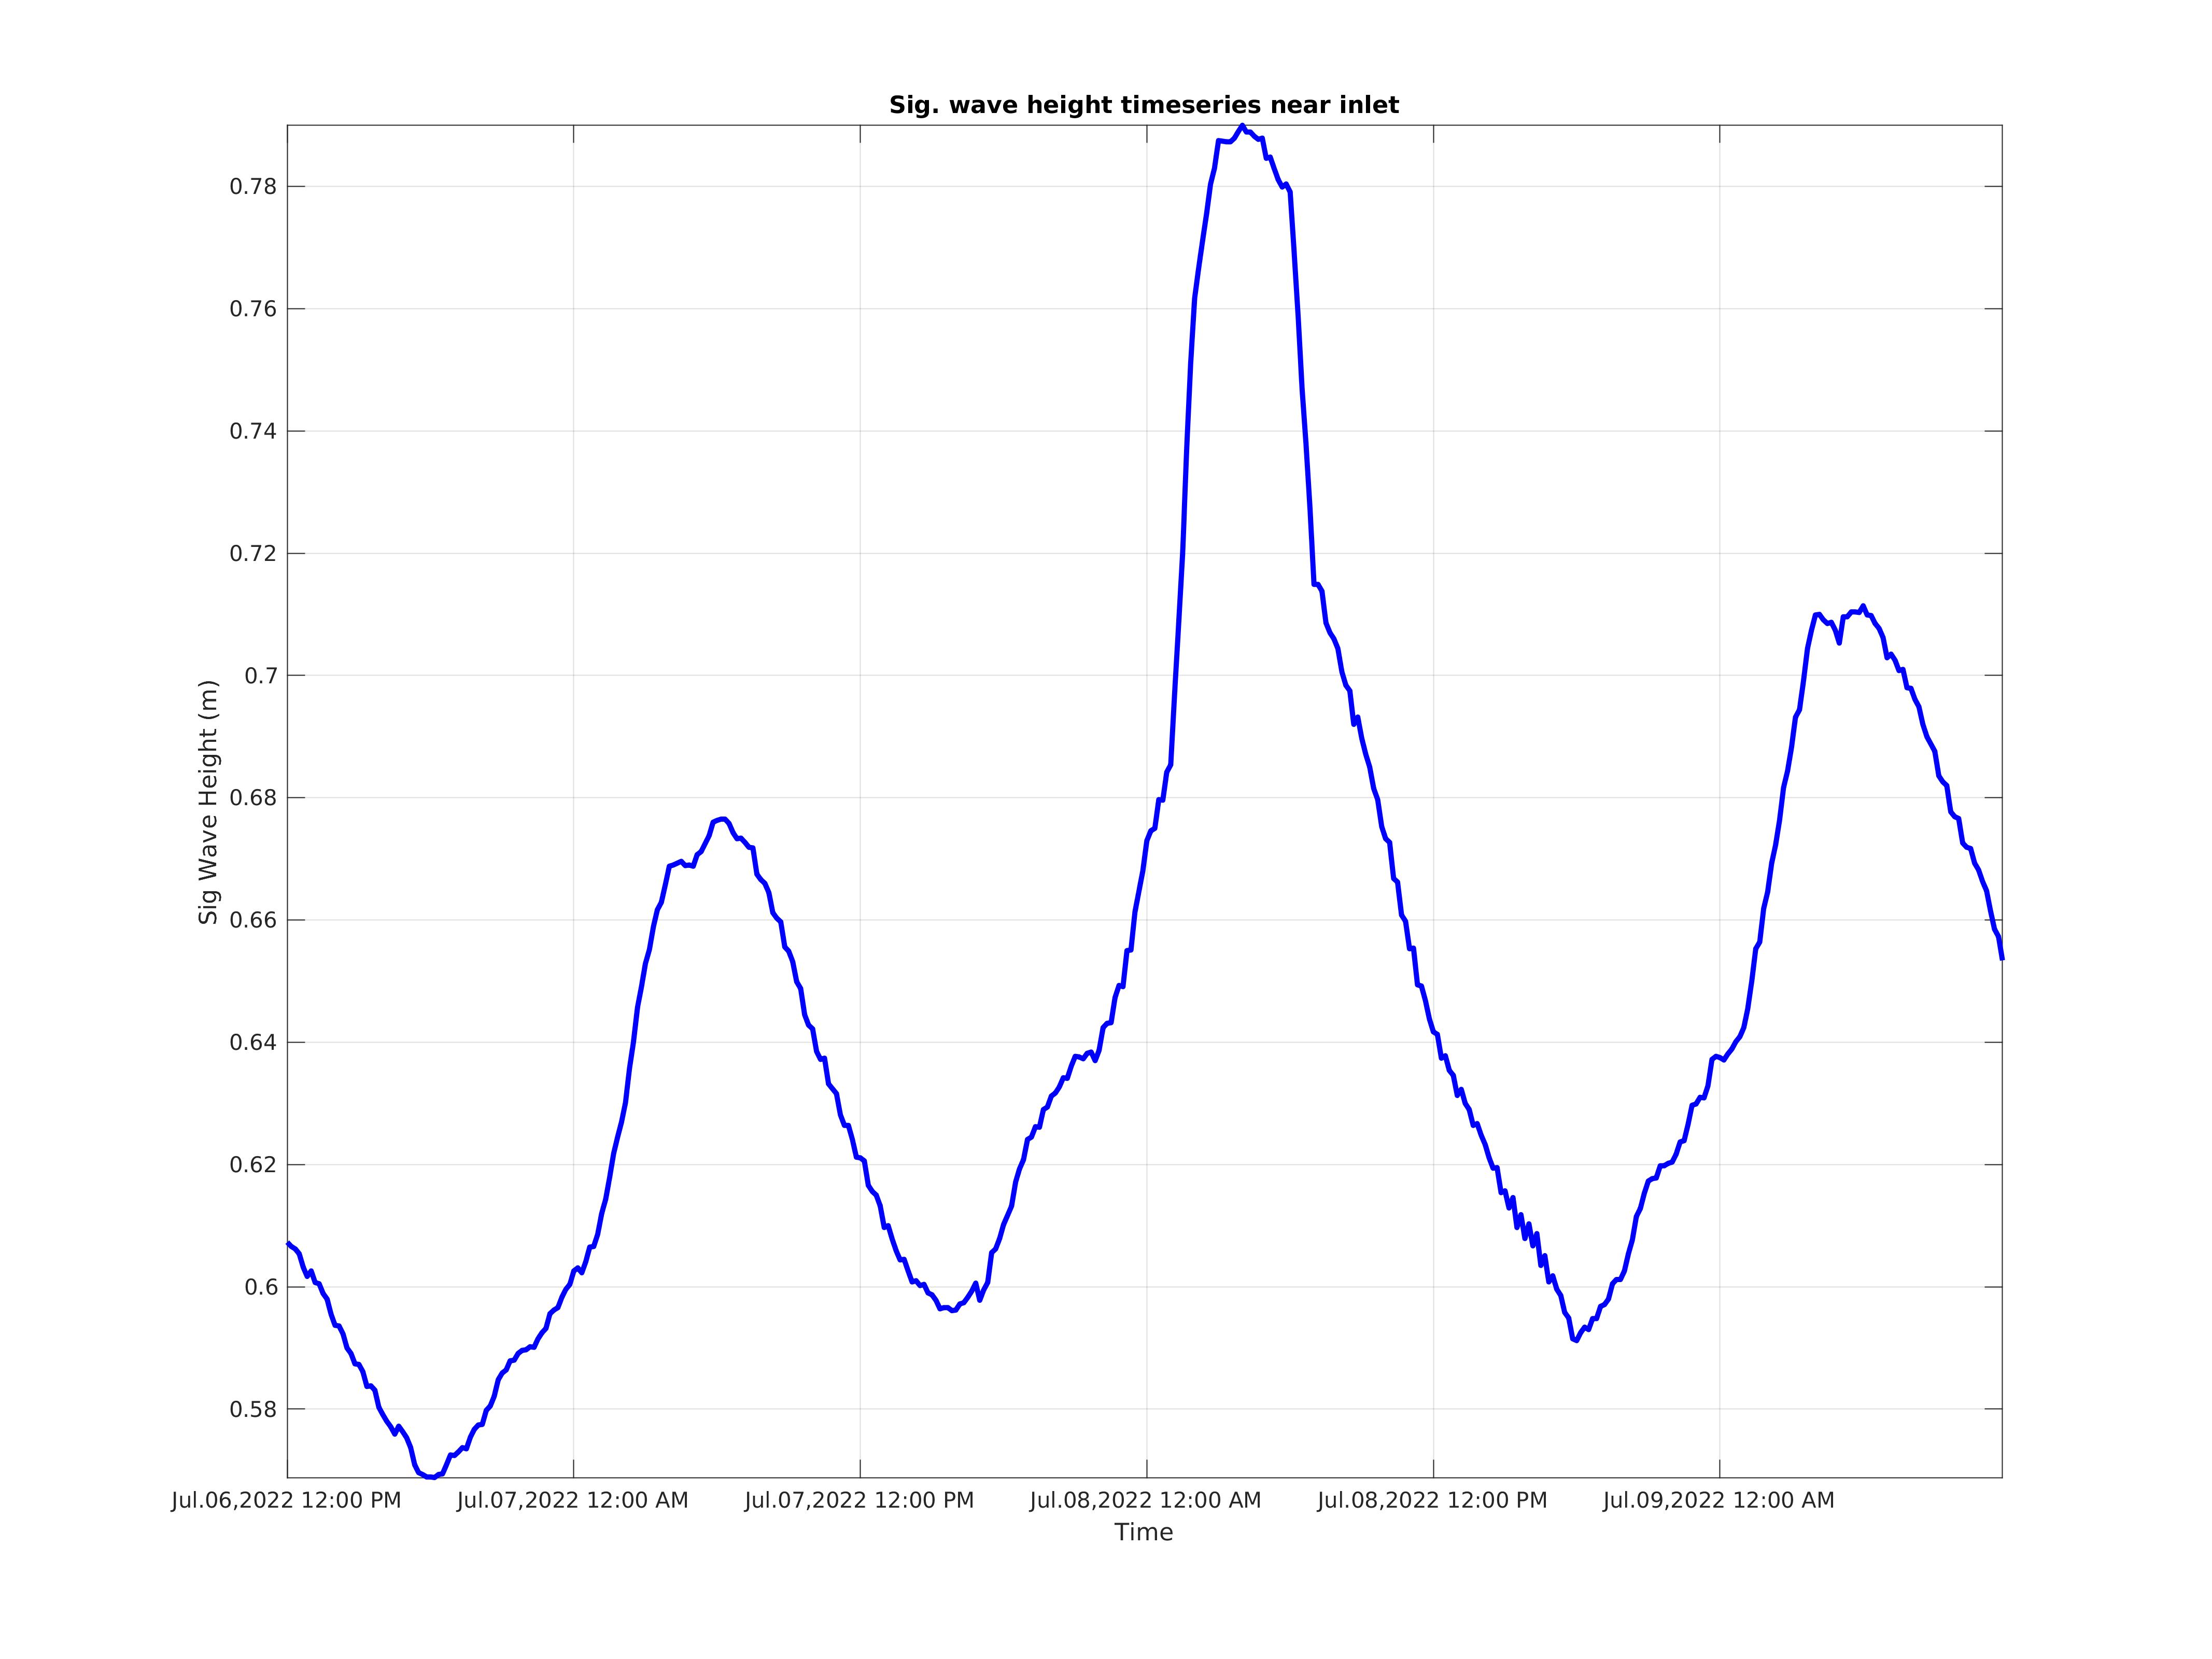 Sig. wave height timeseries near inlet
0.78
0.76
0.74
0.72
0.7
0.68
0.66
0.64
0.62
0.6
0.58
Sig Wave Height (m)
Jul.06,2022 12:00 PM Jul.07,2022 12:00 AM Jul.07,2022 12:00 PM Jul.08,2022 12:00 AM Jul.08,2022 12:00 PM Jul.09,2022 12:00 AM
Time